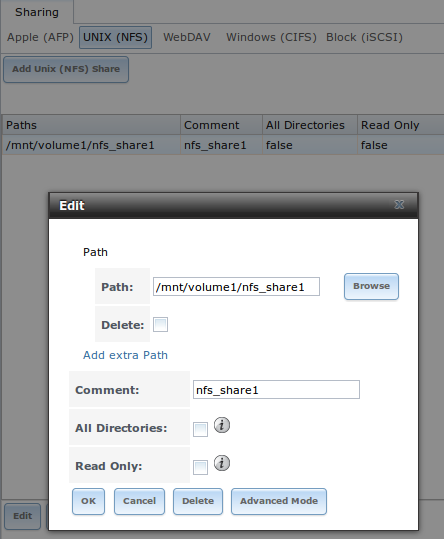 Sharing
Apple (AFP) UNIX (NFS) WebDAV Windows (CIFS) Block (iSCSI)
Add Unix (NFS) Share
Paths Comment All Directories Read Only
/mnt/volume1/nfs_share1 nfs_share1 false false
Edit
Path
Path: /mnt/volume1/nfs_share1 Browse
Delete:
Add extra Path
Comment: nfs_share1
All Directories: i
Read Only: i
OK Cancel Delete Advanced Mode
Edit